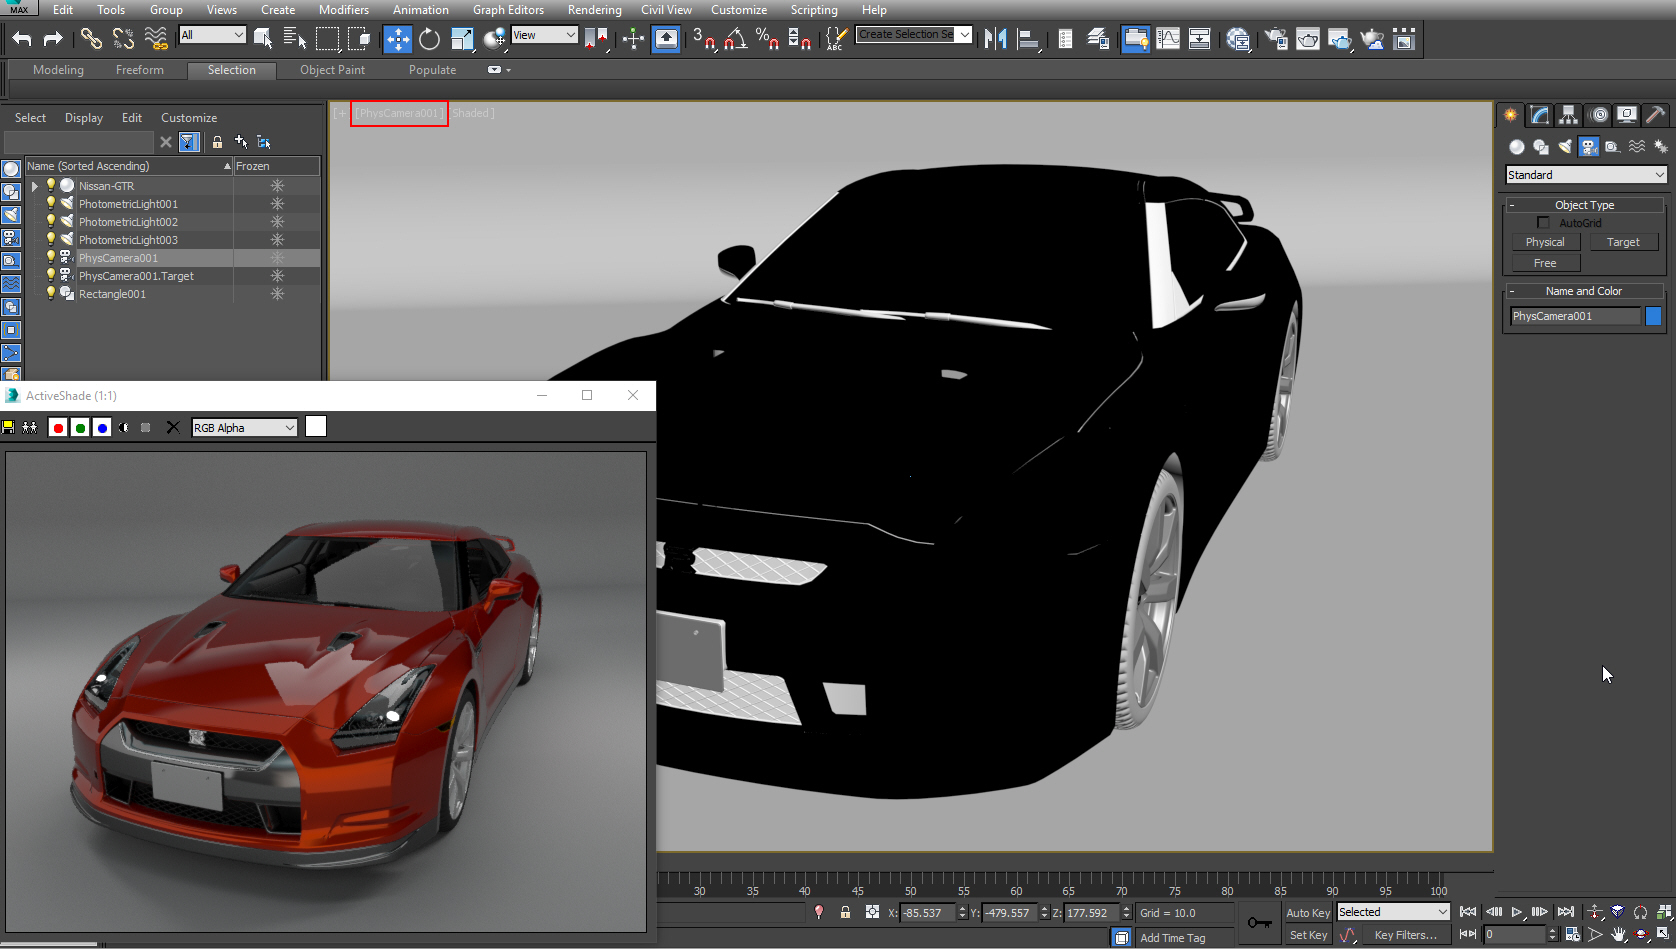 MAX Edit Tools Group Views Create Modifiers Animation Graph Editors Rendering Civil View Customize Scripting Help
All View 3 % ABC Create Selection Se
Modeling Freeform Selection Object Paint Populate
[+ [PhysCamera001] Shaded ]
Select Display Edit Customize
Name (Sorted Ascending) Frozen
Nissan-GTR
PhotometricLight001
PhotometricLight002
PhotometricLight003
PhysCamera001
PhysCamera001.Target
Rectangle001
Standard
- Object Type
AutoGrid
Physical Target
Free
- Name and Color
PhysCamera001
ActiveShade (1:1)
RGB Alpha
30 35 40 45 50 55 60 65 70 75 80 85 90 95 100
X: -85.537 Y: -479.557 Z: 177.592 Grid = 10.0 Auto Key Selected
Add Time Tag Set Key Key Filters... 0